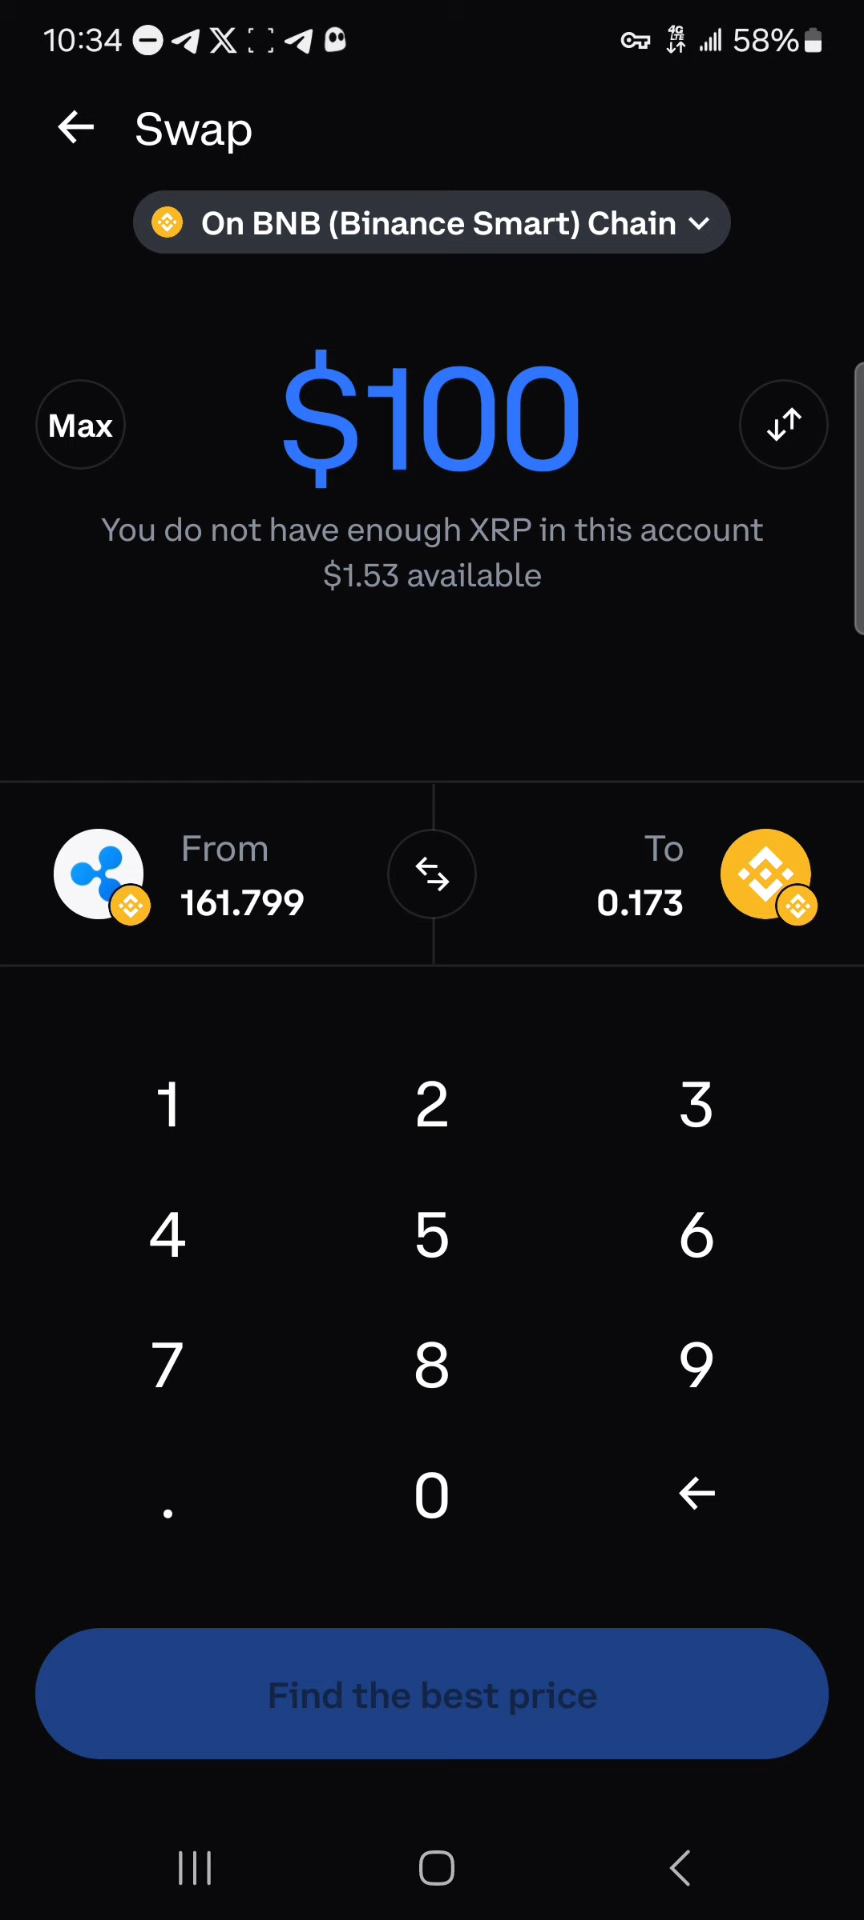 10:34
4G
LTE
58%
Swap
On BNB (Binance Smart) Chain
Max
$100
You do not have enough XRP in this account
$1.53 available
From
161.799
To
0.173
1 2 3
4 5 6
7 8 9
. 0
Find the best price